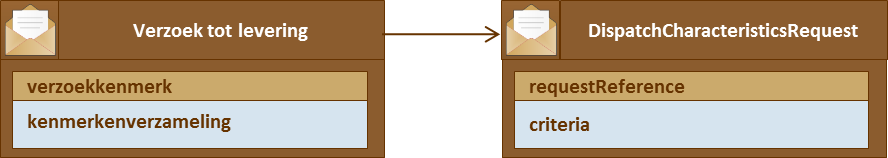 Verzoek tot levering
verzoekkenmerk
kenmerkenverzameling
DispatchCharacteristicsRequest
requestReference
criteria